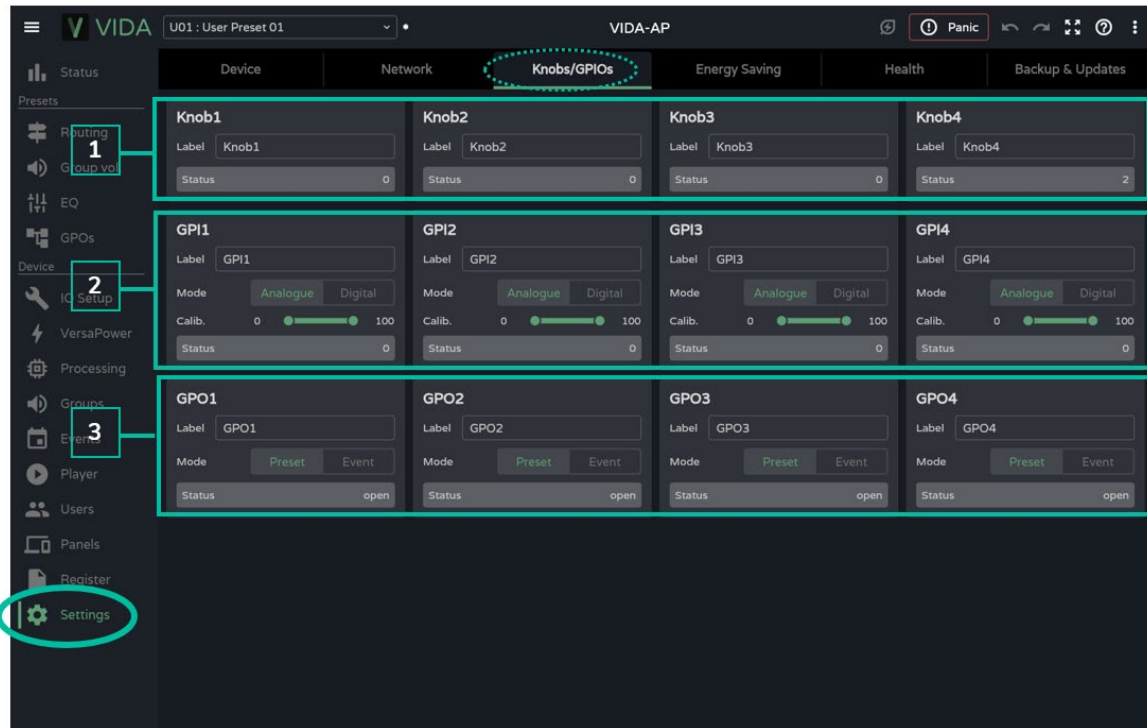 VIDA U01 : User Preset 01 VIDA-AP Panic
Status
Device Network Knobs/GPIOs Energy Saving Health Backup & Updates
Presets
Routing
Group vol
EQ
GPOs
Device
IO Setup
VersaPower
Processing
Groups
Events
Player
Users
Panels
Register
Settings
1
Knob1 Knob2 Knob3 Knob4
Label Knob1 Label Knob2 Label Knob3 Label Knob4
Status 0 Status 0 Status 0 Status 2
2
GPI1 GPI2 GPI3 GPI4
Label GPI1 Label GPI2 Label GPI3 Label GPI4
Mode Analogue Digital Mode Analogue Digital Mode Analogue Digital Mode Analogue Digital
Calib. 0 100 Calib. 0 100 Calib. 0 100 Calib. 0 100
Status 0 Status 0 Status 0 Status 0
3
GPO1 GPO2 GPO3 GPO4
Label GPO1 Label GPO2 Label GPO3 Label GPO4
Mode Preset Event Mode Preset Event Mode Preset Event Mode Preset Event
Status open Status open Status open Status open